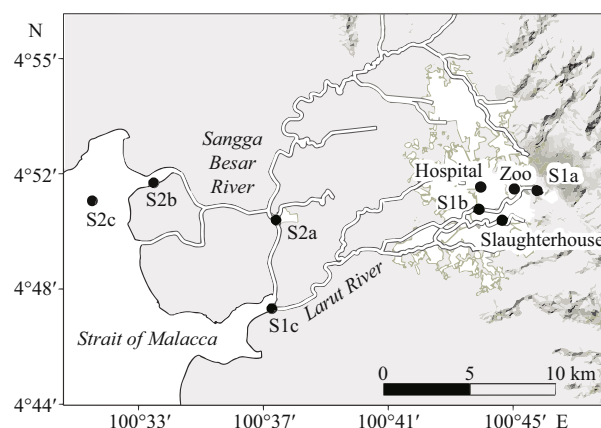 N
4°55′
4°52′
4°48′
4°44′
Sangga
Besar
River
Hospital
Zoo
S1a
S2b
S2c
S1b
S2a
Slaughterhouse
Larut River
S1c
Strait of Malacca
0 5 10 km
100°33′ 100°37′ 100°41′ 100°45′ E